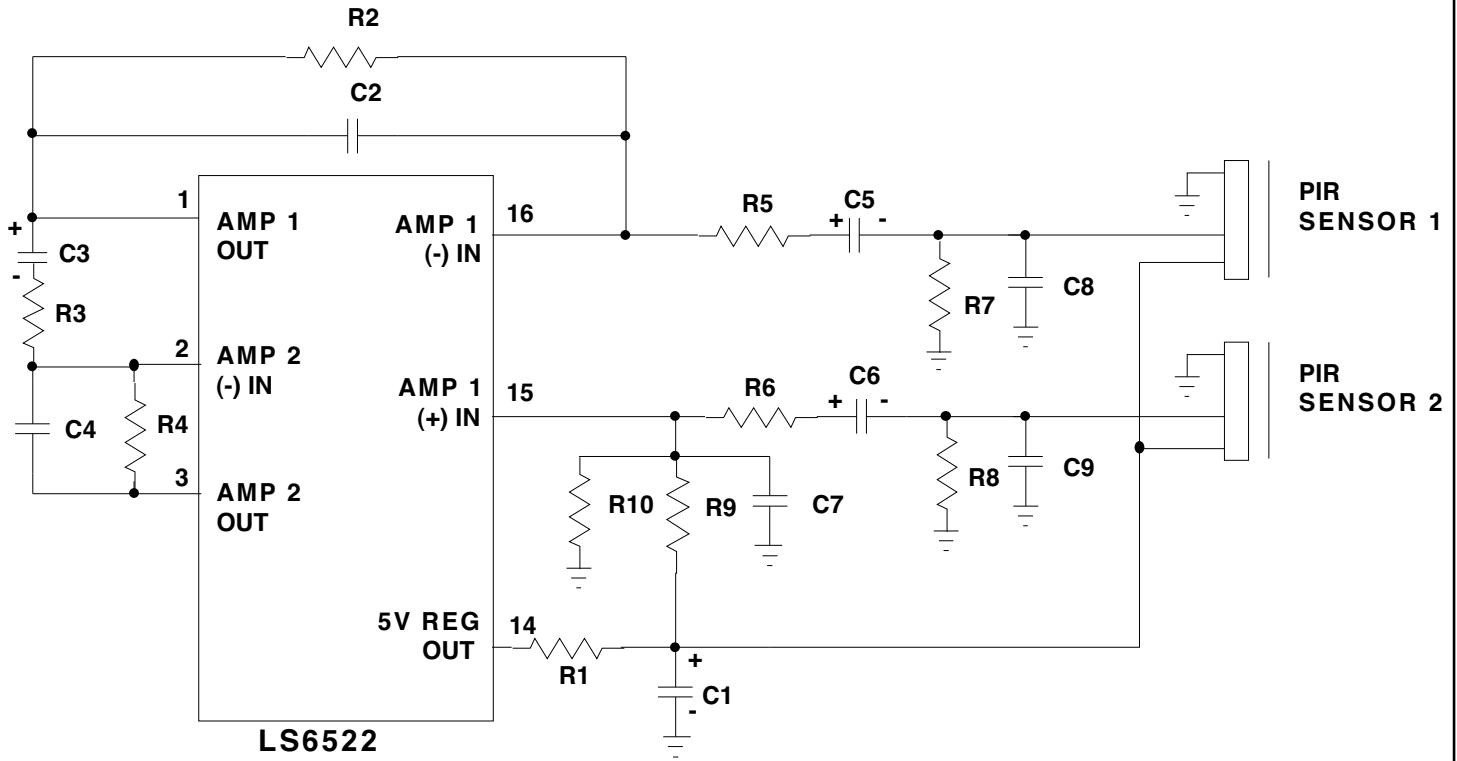 R2
C2
1
AMP 1
OUT
AMP 1
(-) IN
16
R5
+ C5 -
PIR
SENSOR 1
+
C3
-
R3
R7
C8
2
AMP 2
(-) IN
AMP 1
(+) IN
15
R6
C6
+ -
PIR
SENSOR 2
C4
R4
3
AMP 2
OUT
R10
R9
C7
R8
C9
5V REG
OUT
14
R1
+
C1
-
LS6522